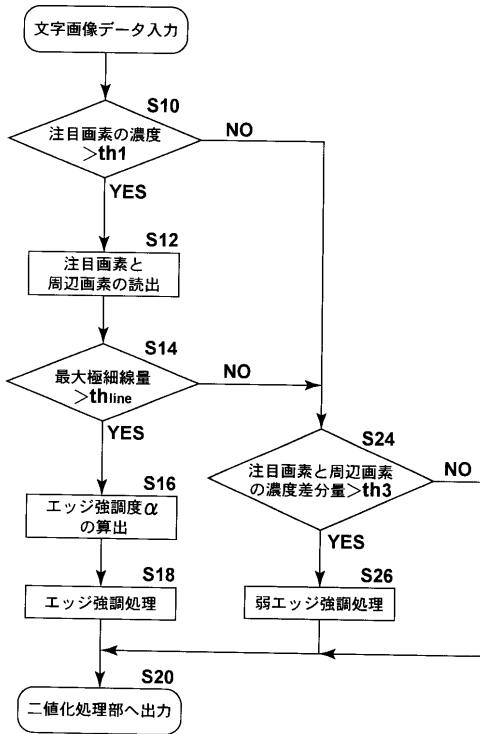 文字画像データ入力
S10
注目画素の濃度
＞th1
NO
YES
S12
注目画素と
周辺画素の読出
S14
最大極細線量
＞thline
NO
YES
S24
注目画素と周辺画素
の濃度差分量＞th3
NO
YES
S16
エッジ強調度α
の算出
S18
エッジ強調処理
S26
弱エッジ強調処理
S20
二値化処理部へ出力